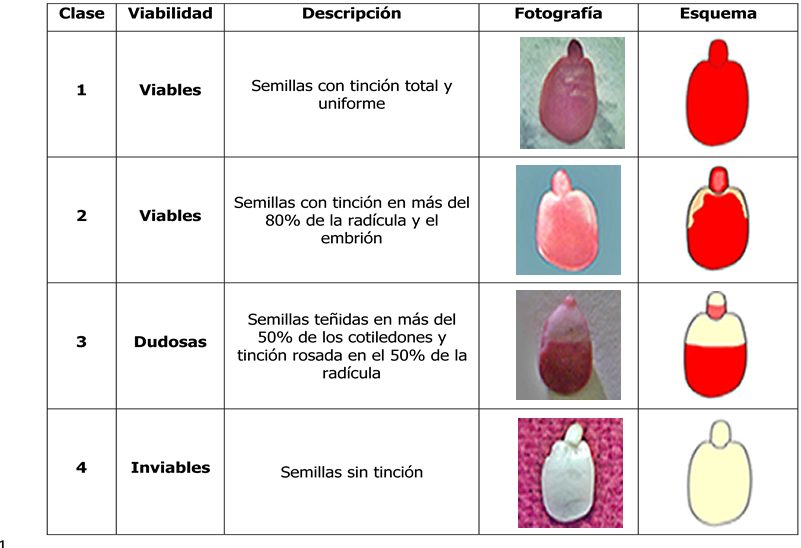 Clase Viabilidad Descripción Fotografía Esquema
1 Viables Semillas con tinción total y
uniforme
2 Viables Semillas con tinción en más del
80% de la radícula y el
embrión
3 Dudosas Semillas teñidas en más del
50% de los cotiledones y
tinción rosada en el 50% de la
radícula
4 Inviables Semillas sin tinción
1